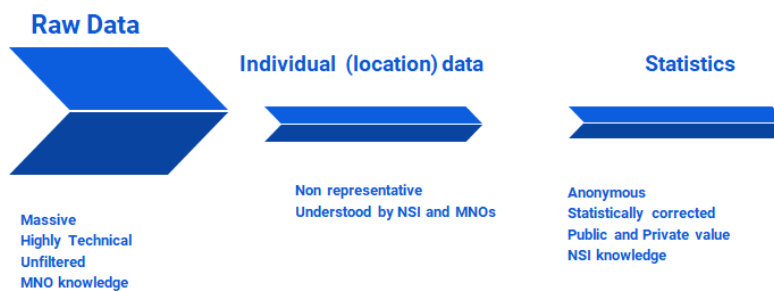 Raw Data
Individual (location) data
Statistics
Massive
Highly Technical
Unfiltered
MNO knowledge
Non representative
Understood by NSI and MNOs
Anonymous
Statistically corrected
Public and Private value
NSI knowledge